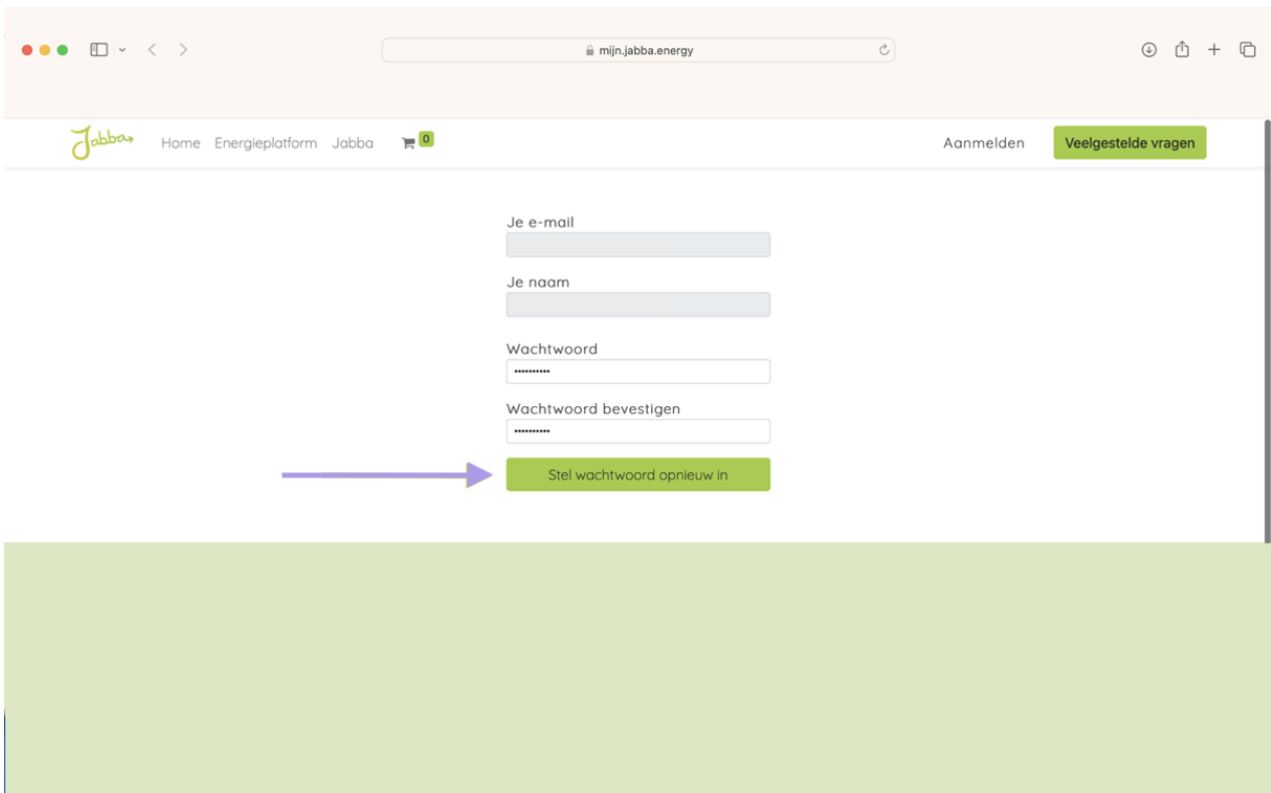 mijn.jabba.energy
Jabba Home Energieplatform Jabba 0 Aanmelden Veelgestelde vragen
Je e-mail
Je naam
Wachtwoord
••••••••••
Wachtwoord bevestigen
••••••••••
Stel wachtwoord opnieuw in